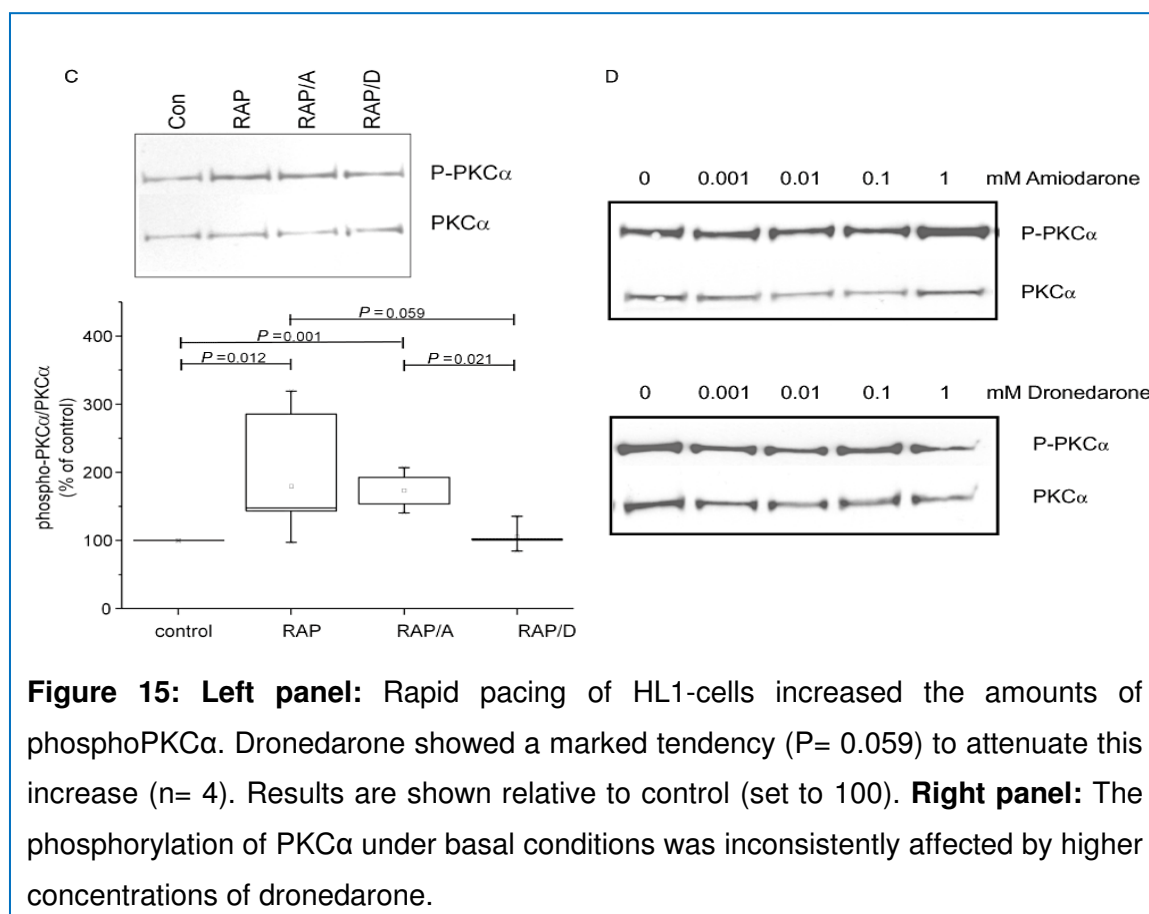 C
Con RAP RAP/A RAP/D
P-PKCα
PKCα
phospho-PKCα/PKCα
(% of control)
400
300
200
100
0
P =0.059
P =0.001
P =0.012
P =0.021
control RAP RAP/A RAP/D
D
0 0.001 0.01 0.1 1 mM Amiodarone
P-PKCα
PKCα
0 0.001 0.01 0.1 1 mM Dronedarone
P-PKCα
PKCα
Figure 15: Left panel: Rapid pacing of HL1-cells increased the amounts of
phosphoPKCα. Dronedarone showed a marked tendency (P= 0.059) to attenuate this
increase (n= 4). Results are shown relative to control (set to 100). Right panel: The
phosphorylation of PKCα under basal conditions was inconsistently affected by higher
concentrations of dronedarone.